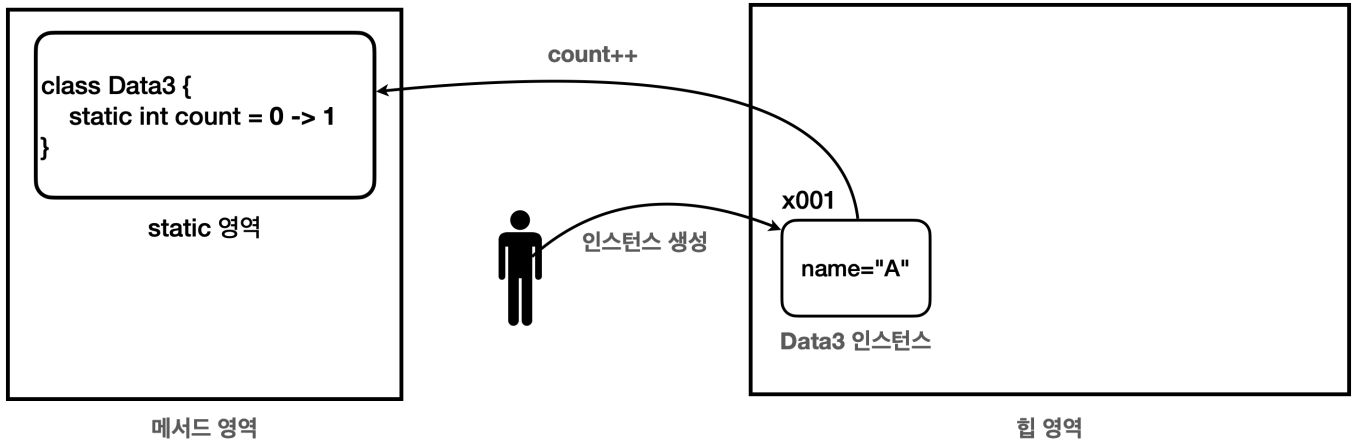 class Data3 {
static int count = 0 -> 1
}
static 영역
메서드 영역
count++
인스턴스 생성
x001
name="A"
Data3 인스턴스
힙 영역